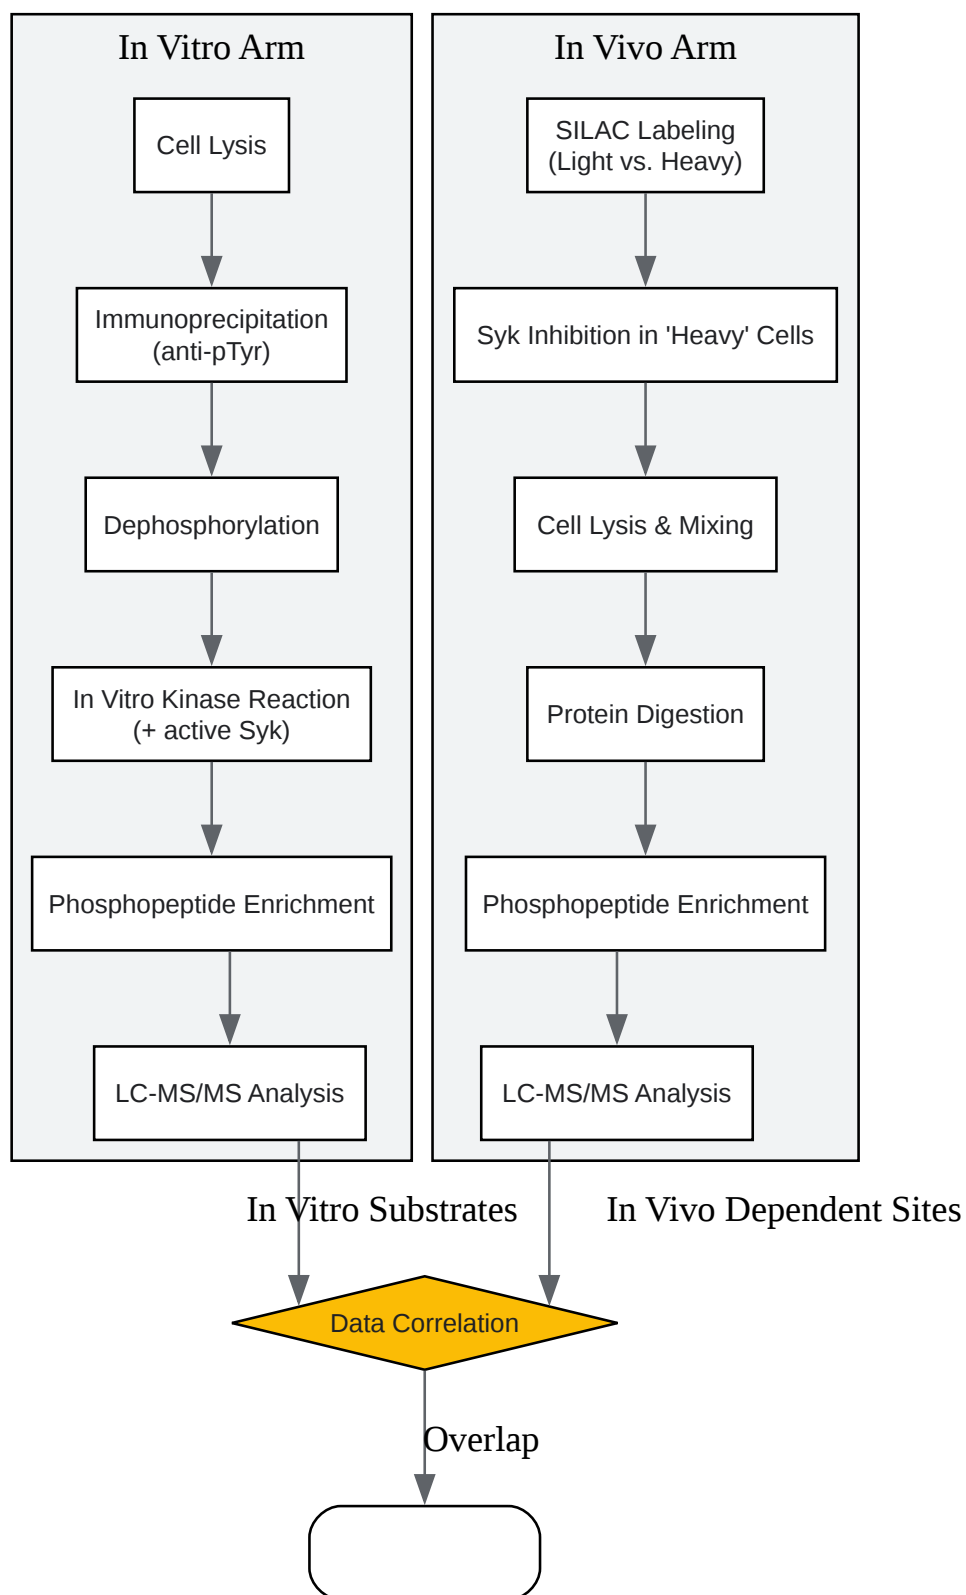 In Vitro Arm
Cell Lysis
Immunoprecipitation
(anti-pTyr)
Dephosphorylation
In Vitro Kinase Reaction
(+ active Syk)
Phosphopeptide Enrichment
LC-MS/MS Analysis
In Vivo Arm
SILAC Labeling
(Light vs. Heavy)
Syk Inhibition in 'Heavy' Cells
Cell Lysis & Mixing
Protein Digestion
Phosphopeptide Enrichment
LC-MS/MS Analysis
In Vitro Substrates
In Vivo Dependent Sites
Data Correlation
Overlap